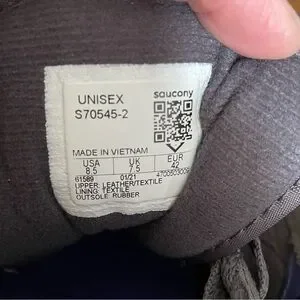 UNISEX saucony
S70545-2
MADE IN VIETNAM
USA UK EUR
8.5 7.5 42
61589 01/21
UPPER LEATHER/TEXTILE
LINING TEXTILE
OUTSOLE RUBBER